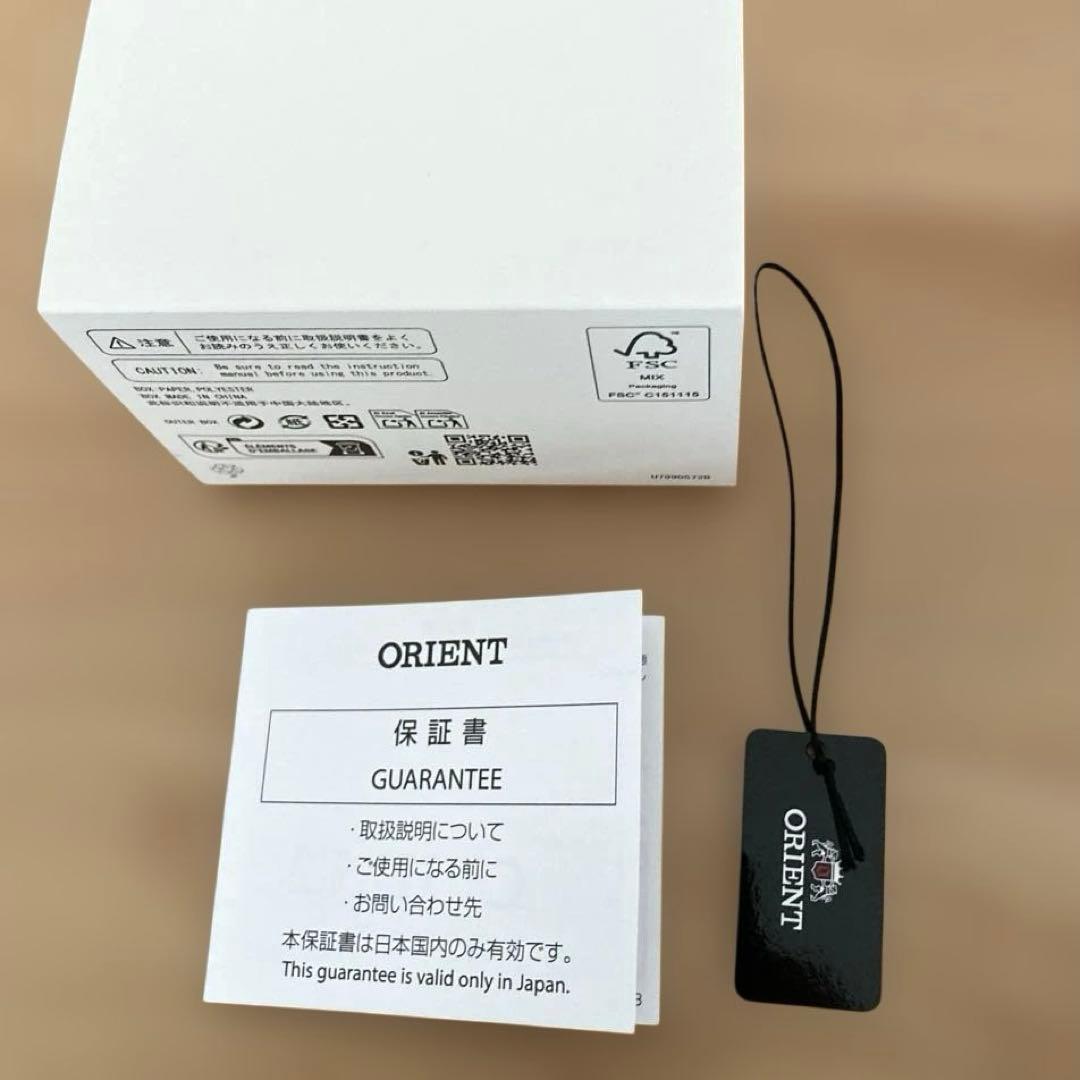 注意
ご使用になる前に取扱説明書をよく
お読みのうえ正しくお使いください。
CAUTION: Be sure to read the instruction
manual before using this product.
BOX PAPER, POLYESTER
BOX MADE IN CHINA
OUTER BOX
ÉLÉMENTS
D'EMBALLAGE
FSC™
MIX
Packaging
FSC® C151115
ORIENT
保証書
GUARANTEE
・取扱説明について
・ご使用になる前に
・お問い合わせ先
本保証書は日本国内のみ有効です。
This guarantee is valid only in Japan.
ORIENT